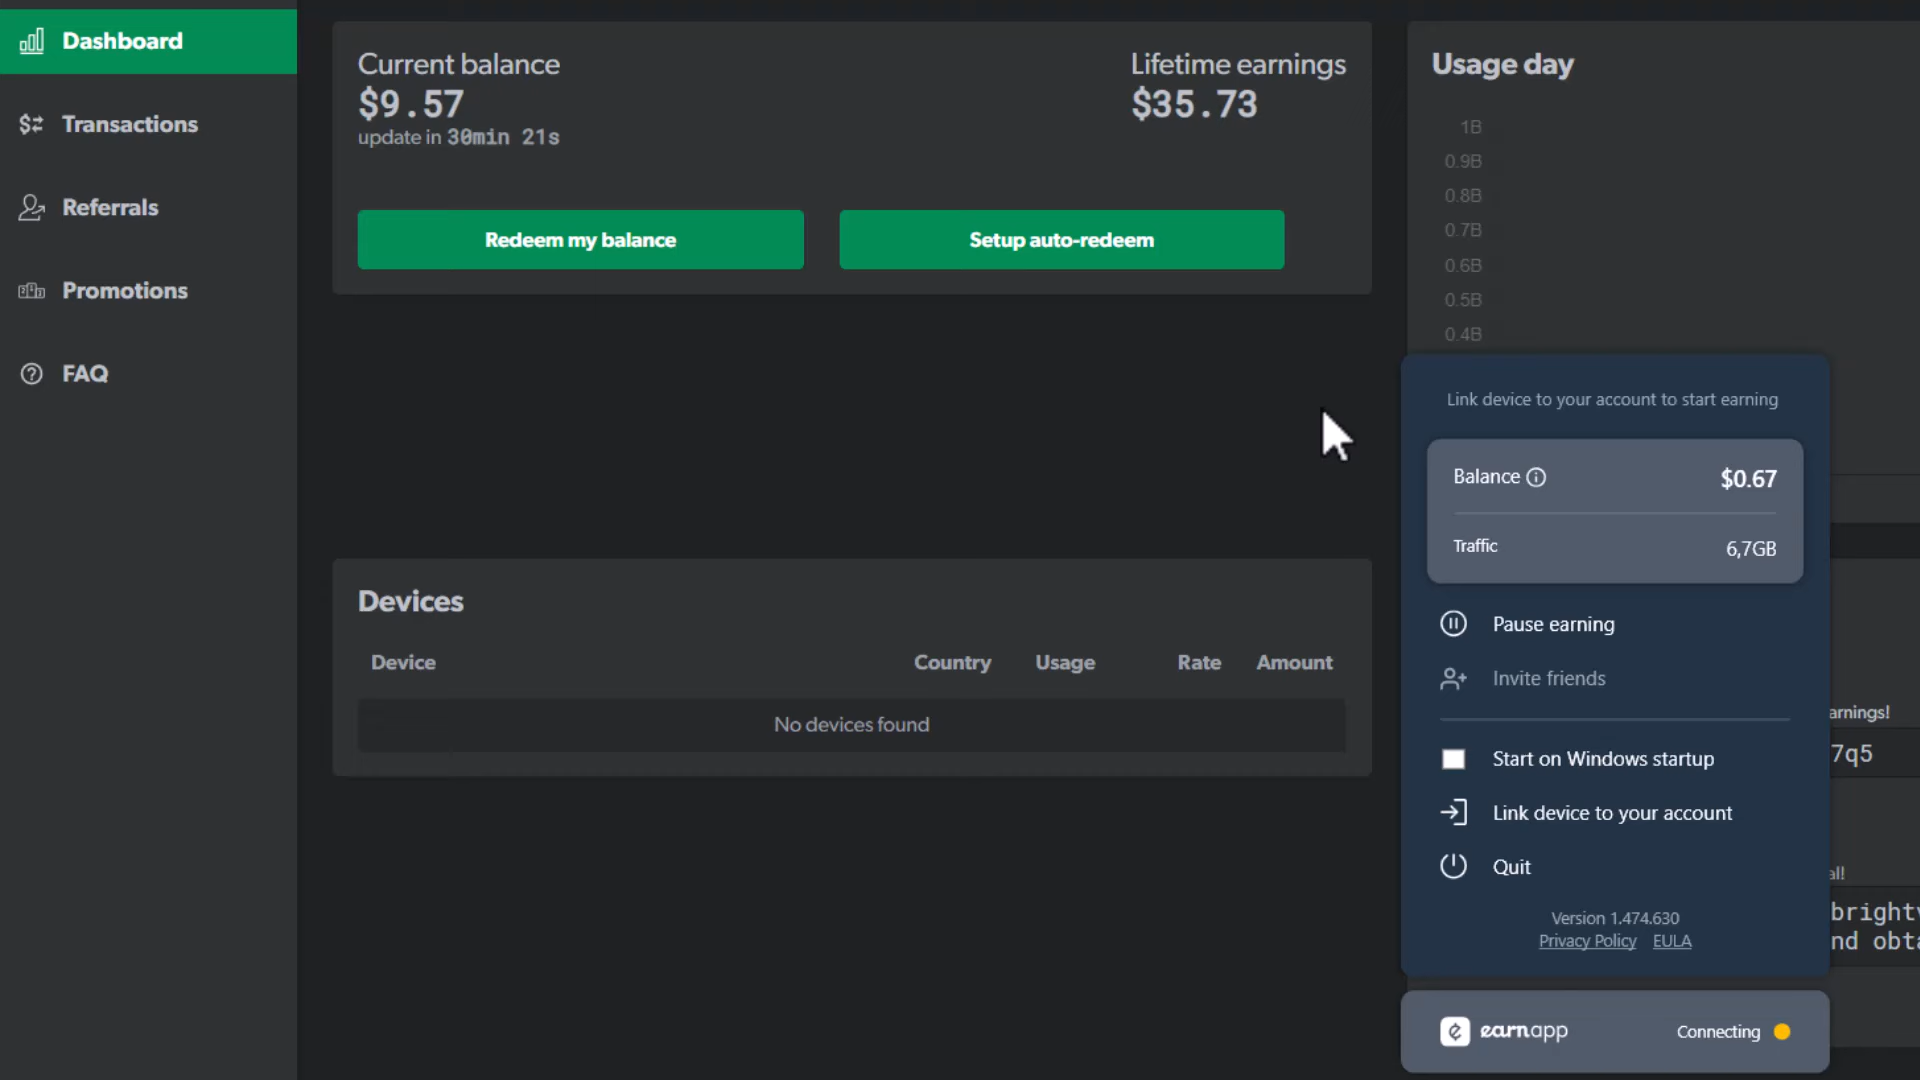 Dashboard
Transactions
Referrals
Promotions
FAQ
Current balance
$9.57
update in 30min 21s
Lifetime earnings
$35.73
Redeem my balance
Setup auto-redeem
Usage day
1B
0.9B
0.8B
0.7B
0.6B
0.5B
0.4B
Devices
Device Country Usage Rate Amount
No devices found
Link device to your account to start earning
Balance $0.67
Traffic 6,7GB
Pause earning
Invite friends
Start on Windows startup
Link device to your account
Quit
Version 1.474.630
Privacy Policy EULA
earnapp
Connecting
arnings!
7q5
al!
brightv
nd obta